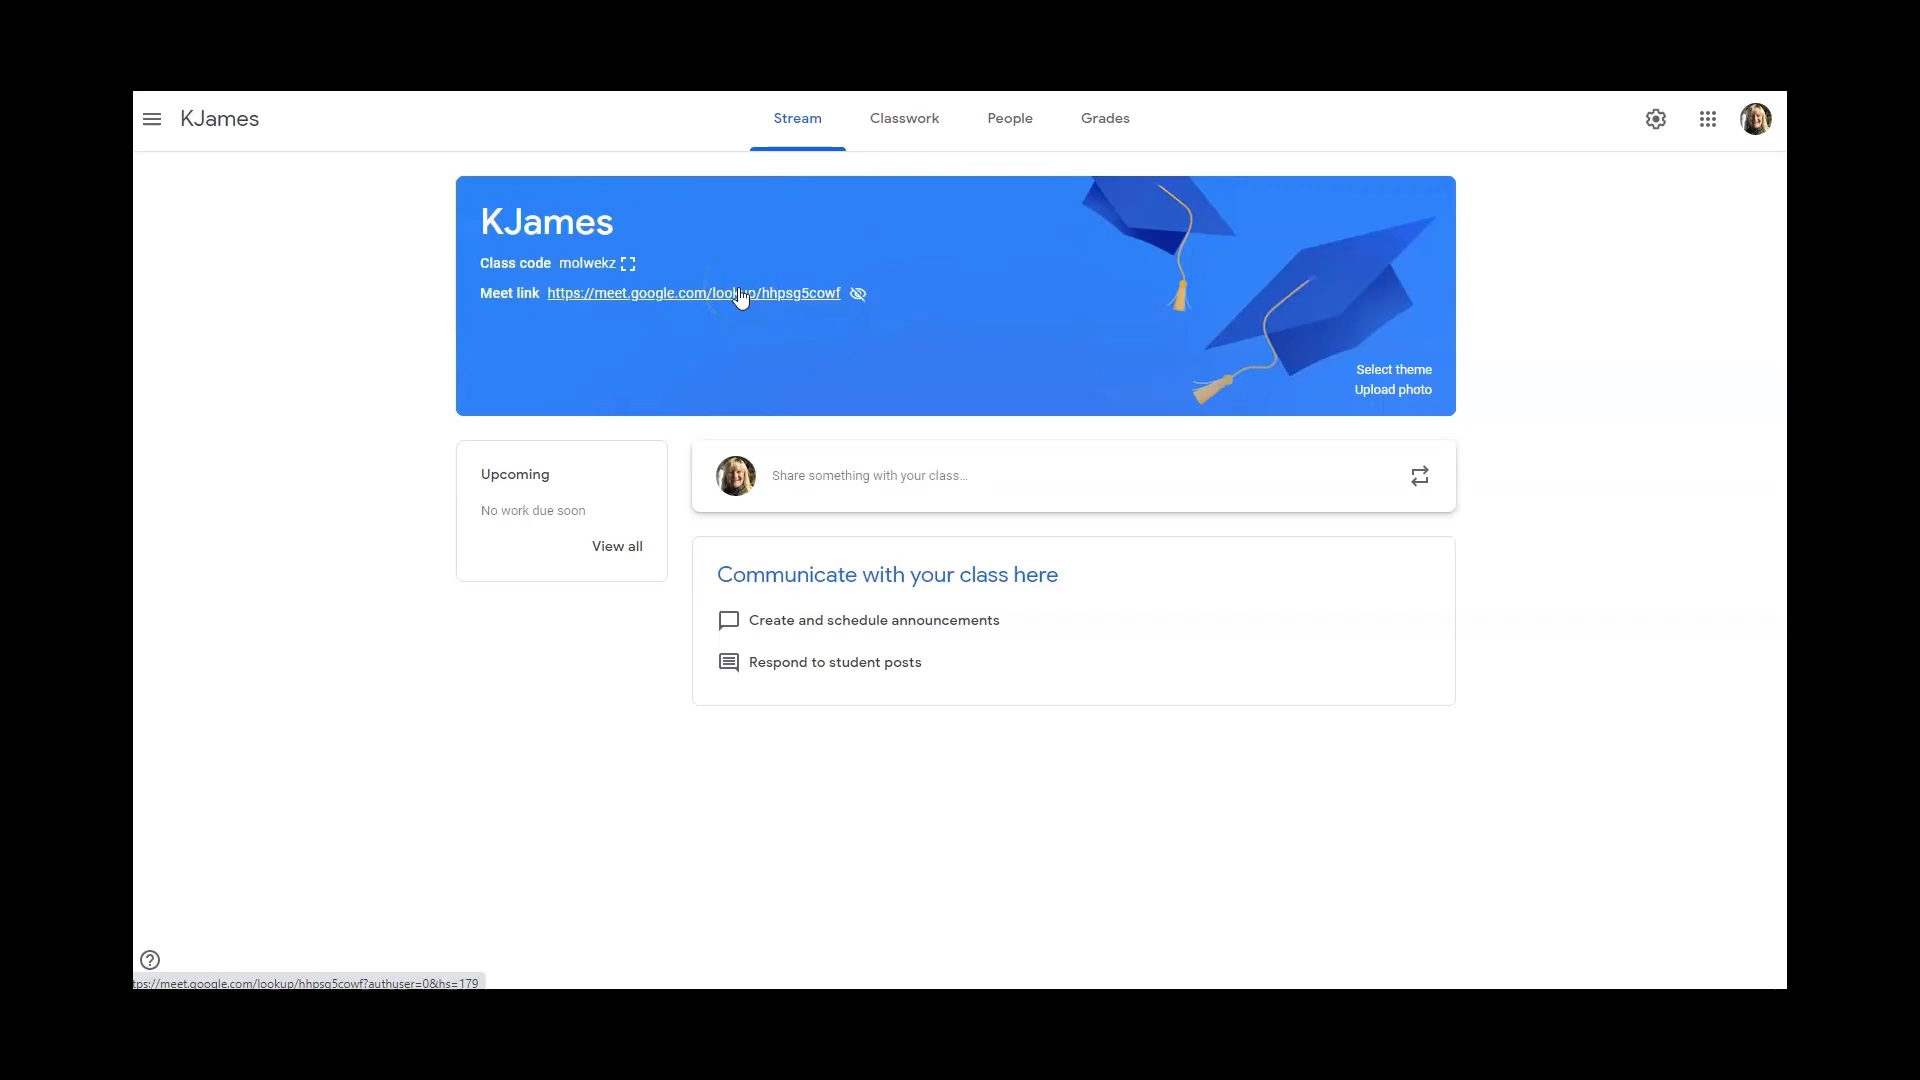 KJames
Stream
Classwork
People
Grades
KJames
Class code molwekz
Meet link https://meet.google.com/lookup/hhpsg5cowf
Select theme
Upload photo
Upcoming
No work due soon
View all
Share something with your class...
Communicate with your class here
Create and schedule announcements
Respond to student posts
tps://meet.google.com/lookup/hhpsg5cowf?authuser=0&hs=179